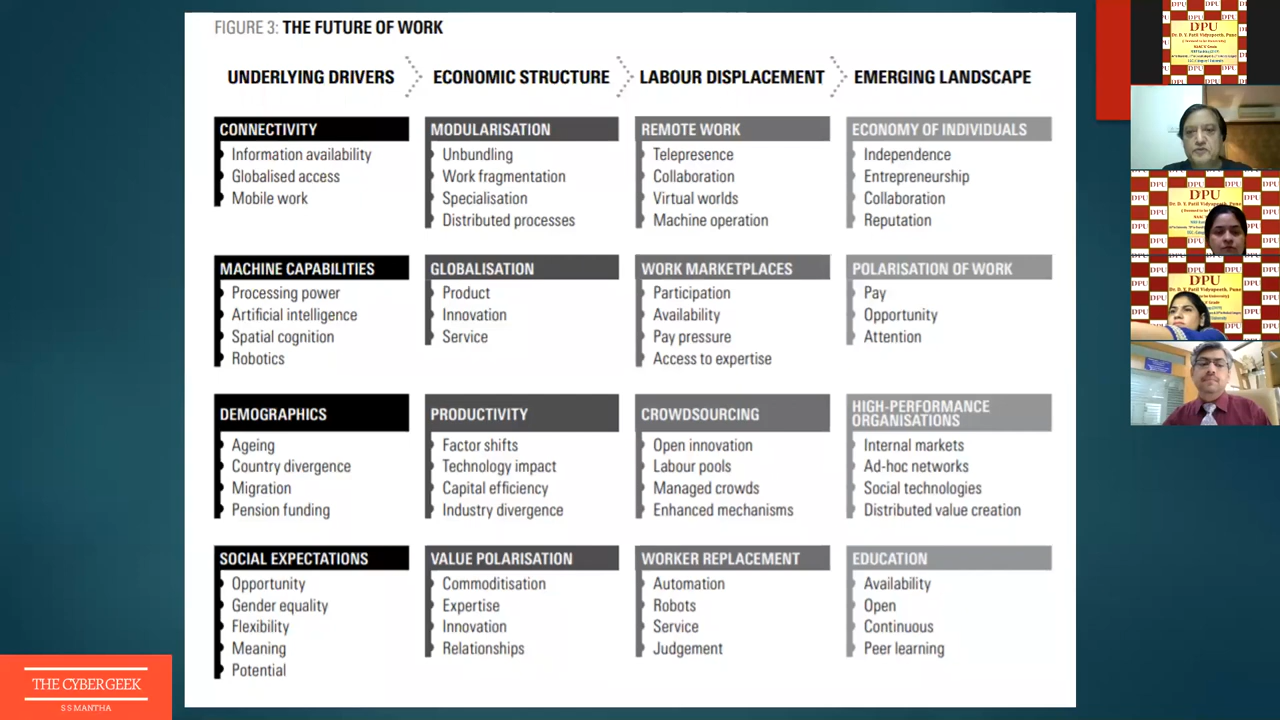 FIGURE 3: THE FUTURE OF WORK
UNDERLYING DRIVERS
CONNECTIVITY
Information availability
Globalised access
Mobile work
MACHINE CAPABILITIES
Processing power
Artificial intelligence
Spatial cognition
Robotics
DEMOGRAPHICS
Ageing
Country divergence
Migration
Pension funding
SOCIAL EXPECTATIONS
Opportunity
Gender equality
Flexibility
Meaning
Potential
ECONOMIC STRUCTURE
MODULARISATION
Unbundling
Work fragmentation
Specialisation
Distributed processes
GLOBALISATION
Product
Innovation
Service
PRODUCTIVITY
Factor shifts
Technology impact
Capital efficiency
Industry divergence
VALUE POLARISATION
Commoditisation
Expertise
Innovation
Relationships
LABOUR DISPLACEMENT
REMOTE WORK
Telepresence
Collaboration
Virtual worlds
Machine operation
WORK MARKETPLACES
Participation
Availability
Pay pressure
Access to expertise
CROWDSOURCING
Open innovation
Labour pools
Managed crowds
Enhanced mechanisms
WORKER REPLACEMENT
Automation
Robots
Service
Judgement
EMERGING LANDSCAPE
ECONOMY OF INDIVIDUALS
Independence
Entrepreneurship
Collaboration
Reputation
POLARISATION OF WORK
Pay
Opportunity
Attention
HIGH-PERFORMANCE
ORGANISATIONS
Internal markets
Ad-hoc networks
Social technologies
Distributed value creation
EDUCATION
Availability
Open
Continuous
Peer learning
THE CYBERGEEK
S S MANTHA
DPU
Dr. D. Y. Patil Vidyapeeth, Pune
DPU
DPU